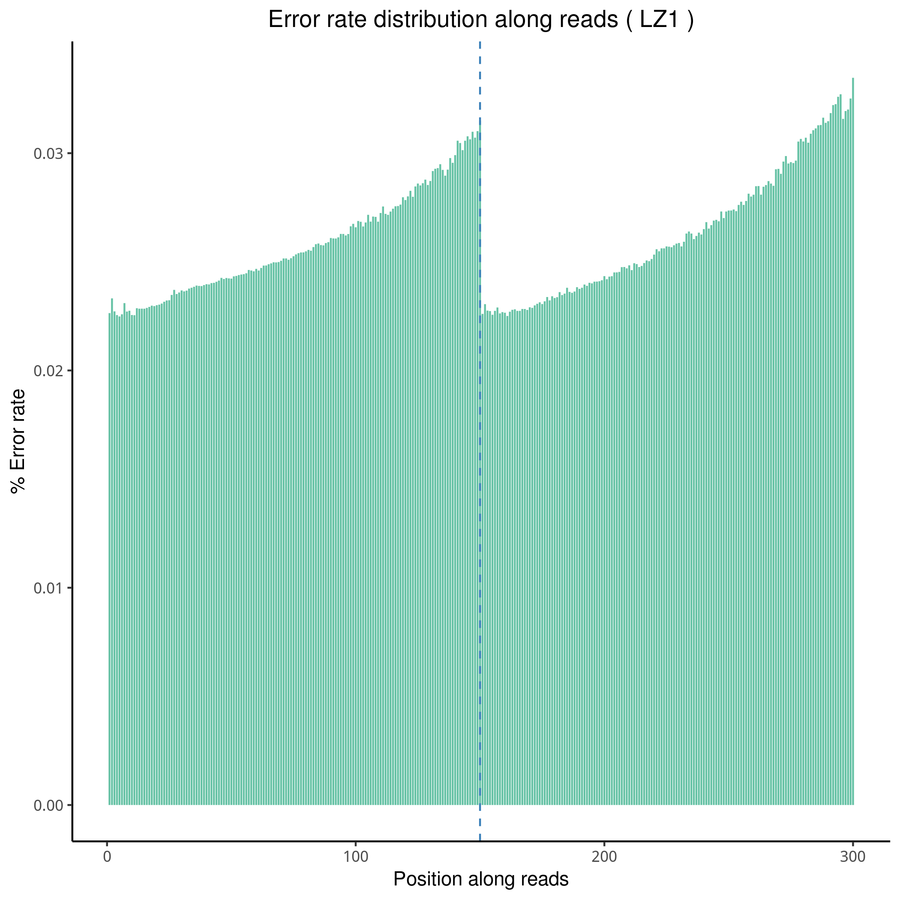 Error rate distribution along reads ( LZ1 )
% Error rate
0.03
0.02
0.01
0.00
0
100
200
300
Position along reads